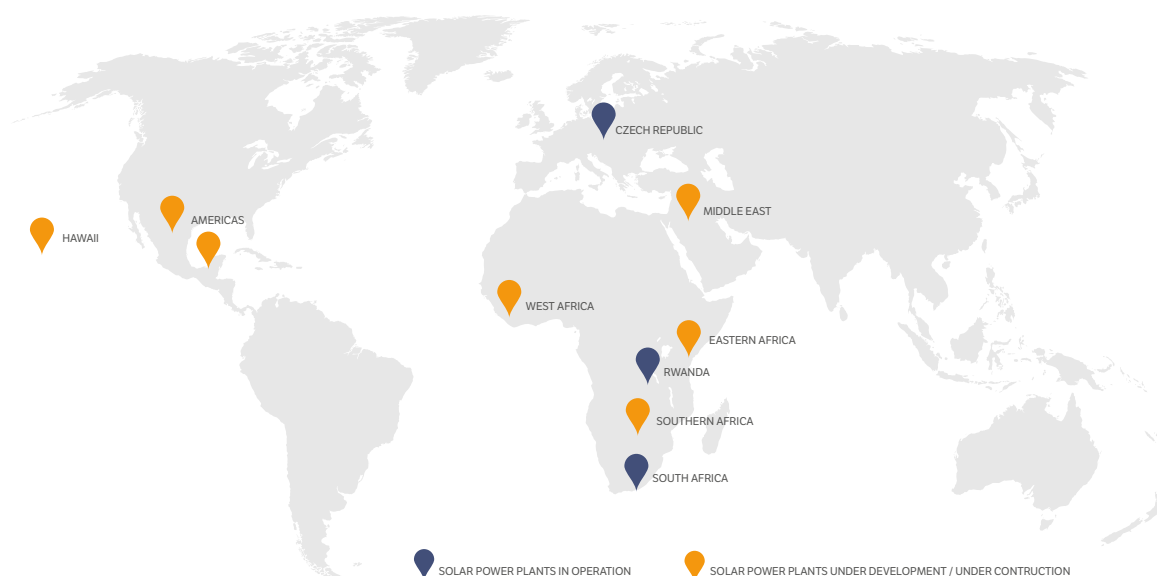 CZECH REPUBLIC
MIDDLE EAST
AMERICAS
HAWAII
WEST AFRICA
EASTERN AFRICA
RWANDA
SOUTHERN AFRICA
SOUTH AFRICA
SOLAR POWER PLANTS IN OPERATION
SOLAR POWER PLANTS UNDER DEVELOPMENT / UNDER CONTRUCTION